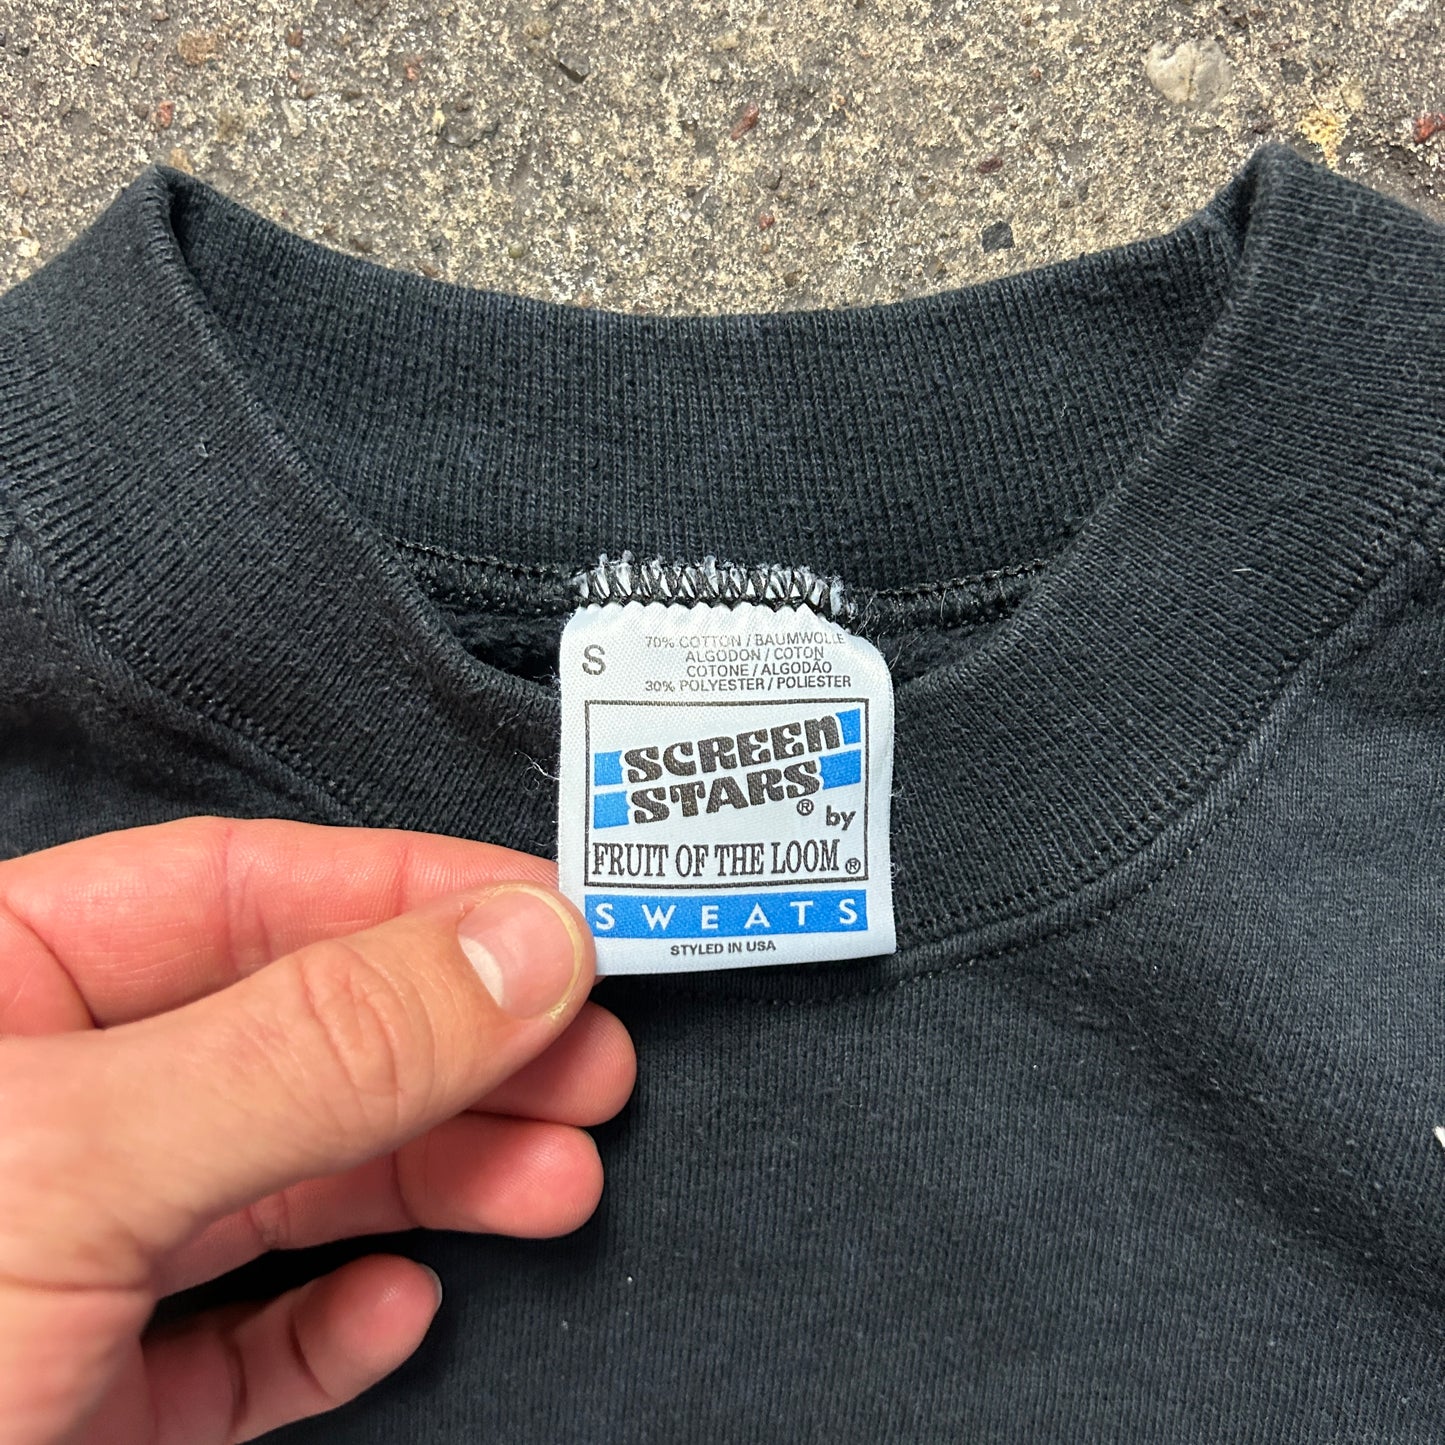 S
70% COTTON / BAUMWOLLE
ALGODON / COTON
COTONE / ALGODÃO
30% POLYESTER / POLIESTER
SCREEN
STARS® by
FRUIT OF THE LOOM®
SWEATS
STYLED IN USA